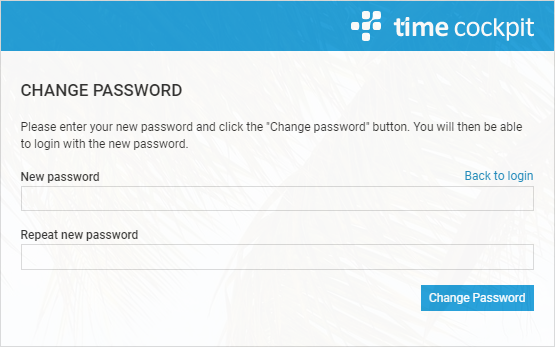 time cockpit
CHANGE PASSWORD
Please enter your new password and click the "Change password" button. You will then be able
to login with the new password.
New password
Back to login
Repeat new password
Change Password